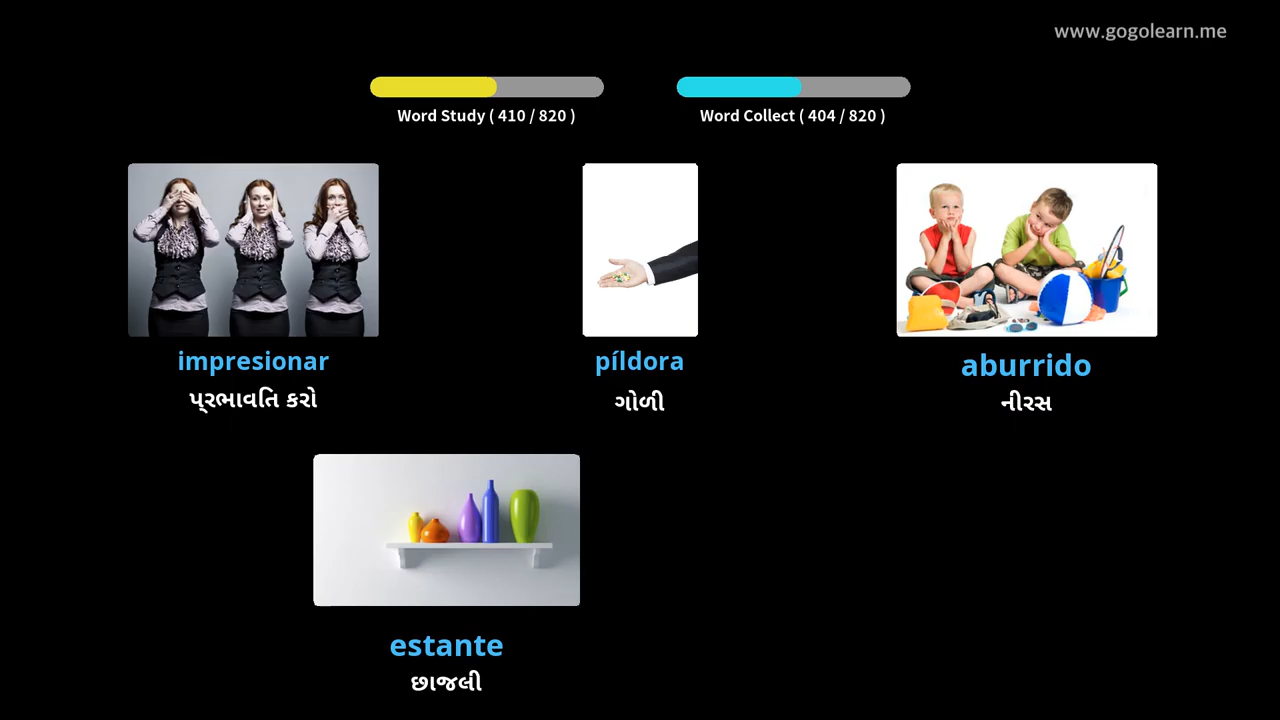 www.gogolearn.me
Word Study ( 410 / 820 )
Word Collect ( 404 / 820 )
impresionar
પ્રભાવતિ કરો
píldora
ગોળી
aburrido
નીરસ
estante
છાજલી